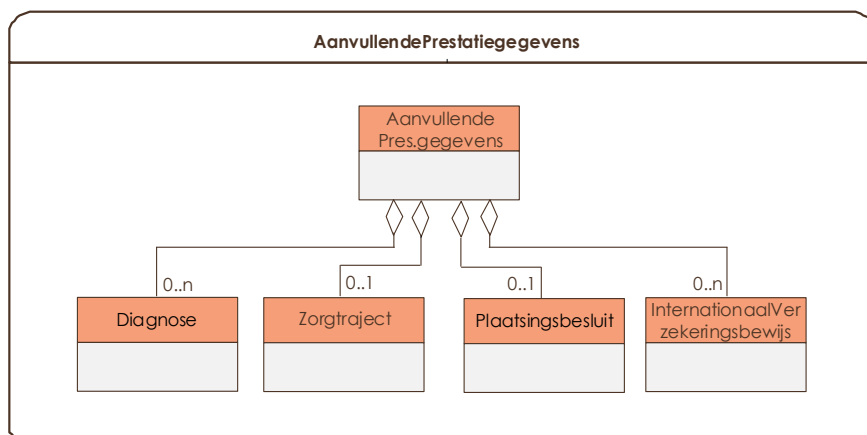 AanvullendePrestatiegegevens
Aanvullende
Pres.gegevens
0..n
0..1
0..1
0..n
Diagnose
Zorgtraject
Plaatsingsbesluit
InternationaalVer
zekeringsbewijs